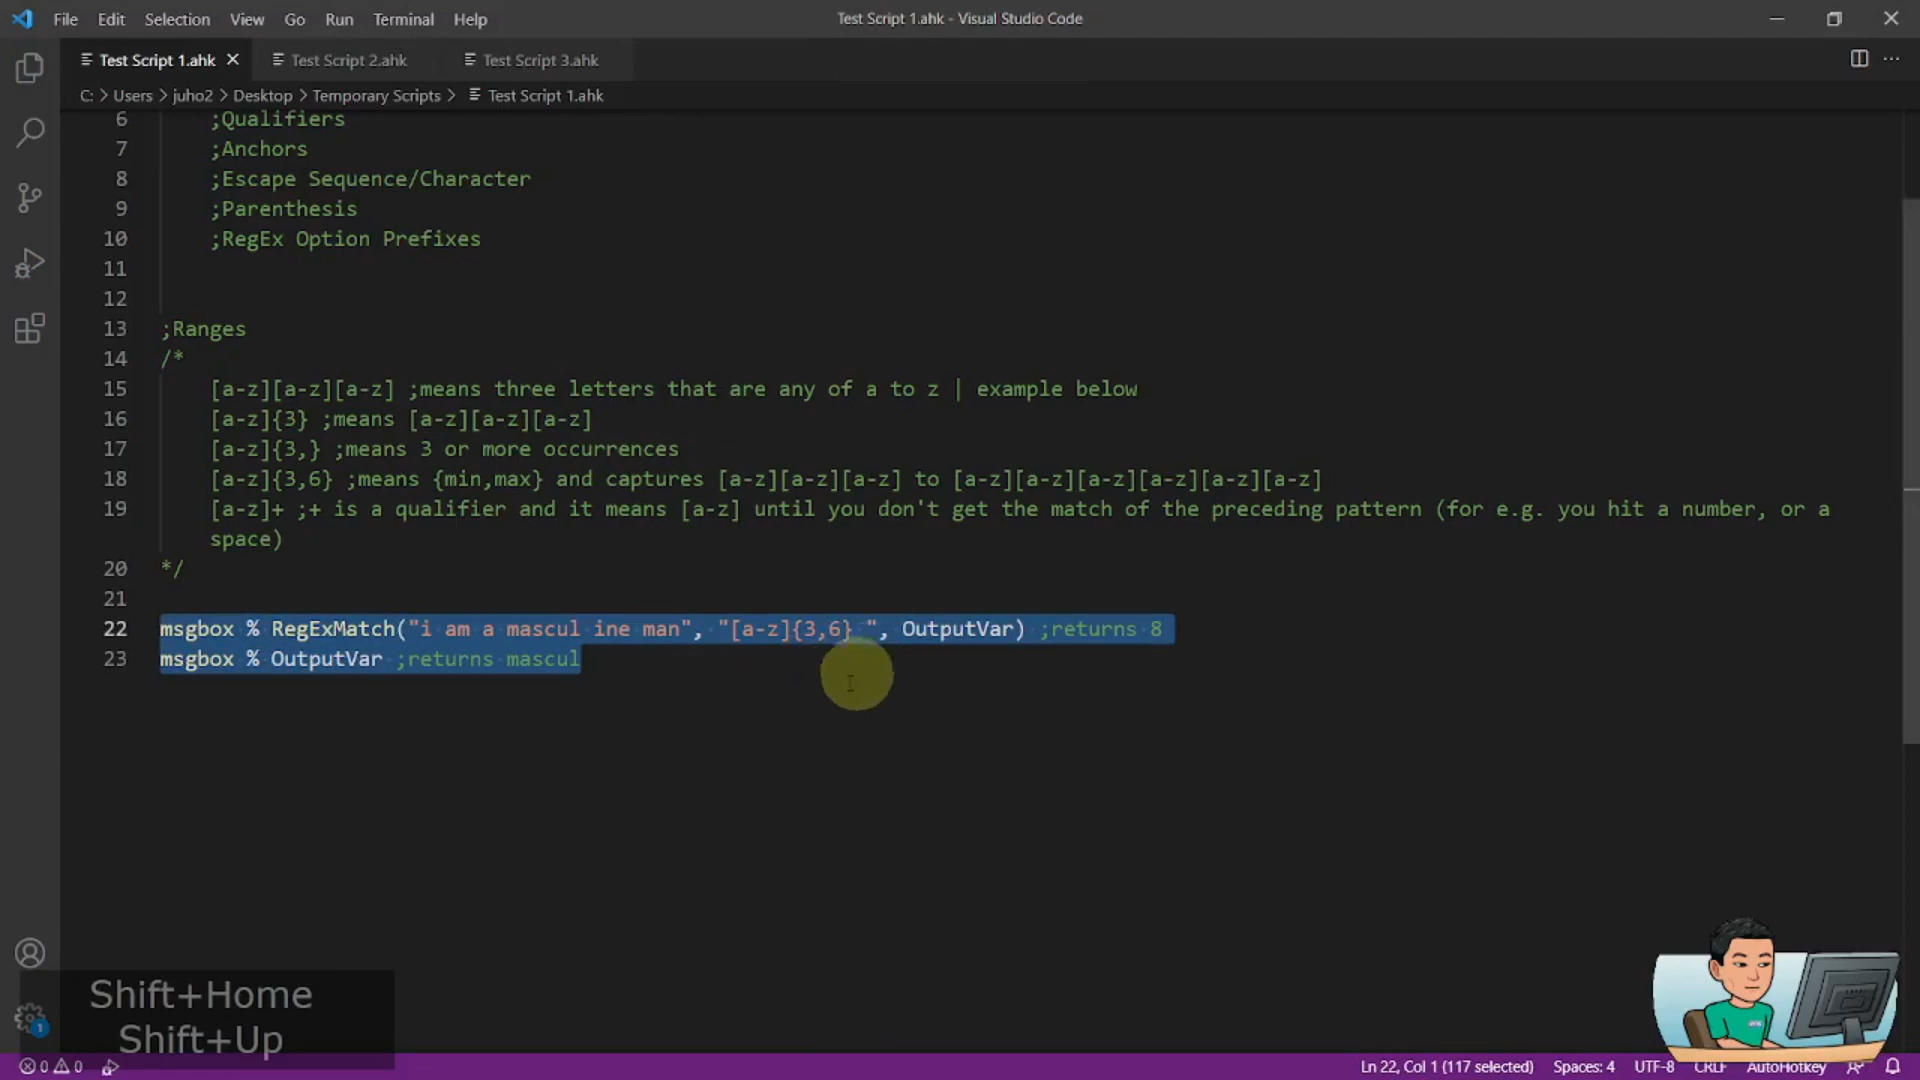 File Edit Selection View Go Run Terminal Help Test Script 1.ahk - Visual Studio Code
Test Script 1.ahk Test Script 2.ahk Test Script 3.ahk
C: > Users > juho2 > Desktop > Temporary Scripts > Test Script 1.ahk
6 ;Qualifiers
7 ;Anchors
8 ;Escape Sequence/Character
9 ;Parenthesis
10 ;RegEx Option Prefixes
11
12
13 ;Ranges
14 /*
15 [a-z][a-z][a-z] ;means three letters that are any of a to z | example below
16 [a-z]{3} ;means [a-z][a-z][a-z]
17 [a-z]{3,} ;means 3 or more occurrences
18 [a-z]{3,6} ;means {min,max} and captures [a-z][a-z][a-z] to [a-z][a-z][a-z][a-z][a-z][a-z]
19 [a-z]+ ;+ is a qualifier and it means [a-z] until you don't get the match of the preceding pattern (for e.g. you hit a number, or a
space)
20 */
21
22 msgbox % RegExMatch("i am a mascul ine man", "[a-z]{3,6} ", OutputVar) ;returns 8
23 msgbox % OutputVar ;returns mascul
Shift+Home
Shift+Up
1
0 0 Ln 22, Col 1 (117 selected) Spaces: 4 UTF-8 CRLF AutoHotkey